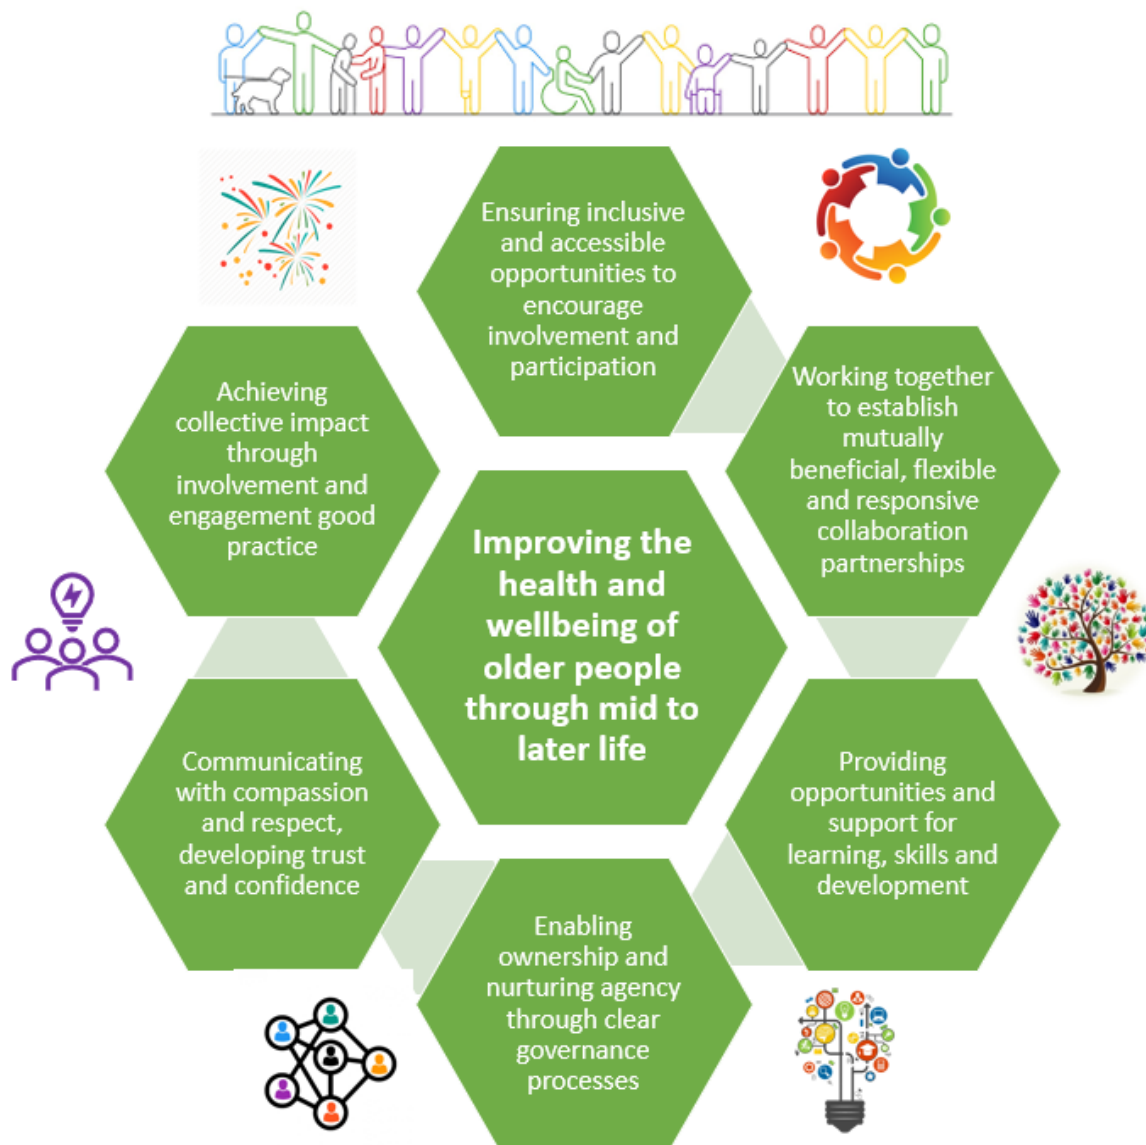 Ensuring inclusive
and accessible
opportunities to
encourage
involvement and
participation
Working together
to establish
mutually
beneficial, flexible
and responsive
collaboration
partnerships
Providing
opportunities and
support for
learning, skills and
development
Enabling
ownership and
nurturing agency
through clear
governance
processes
Communicating
with compassion
and respect,
developing trust
and confidence
Achieving
collective impact
through
involvement and
engagement good
practice
Improving the
health and
wellbeing of
older people
through mid to
later life